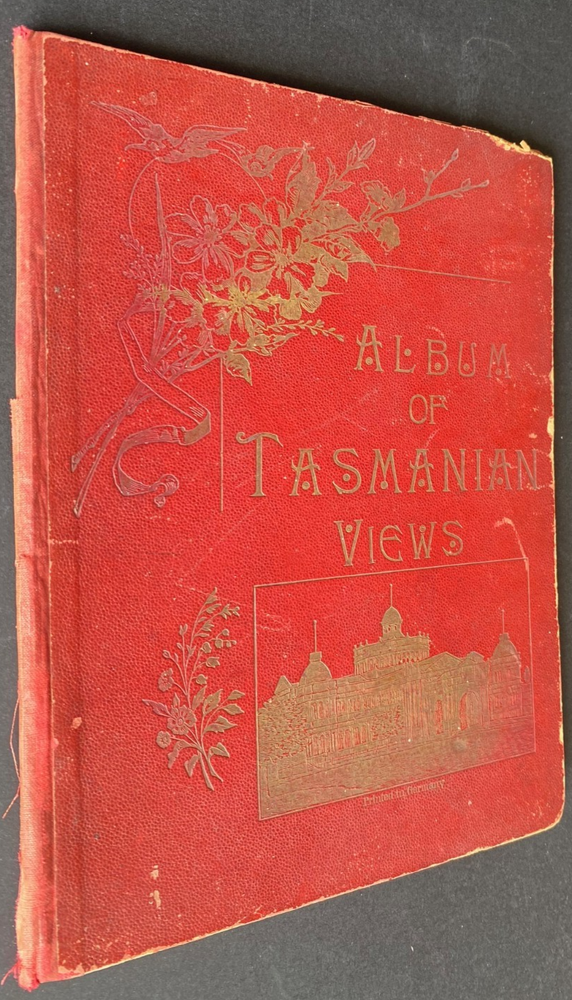 ALBUM
OF
TASMANIAN
VIEWS
Printed in Germany